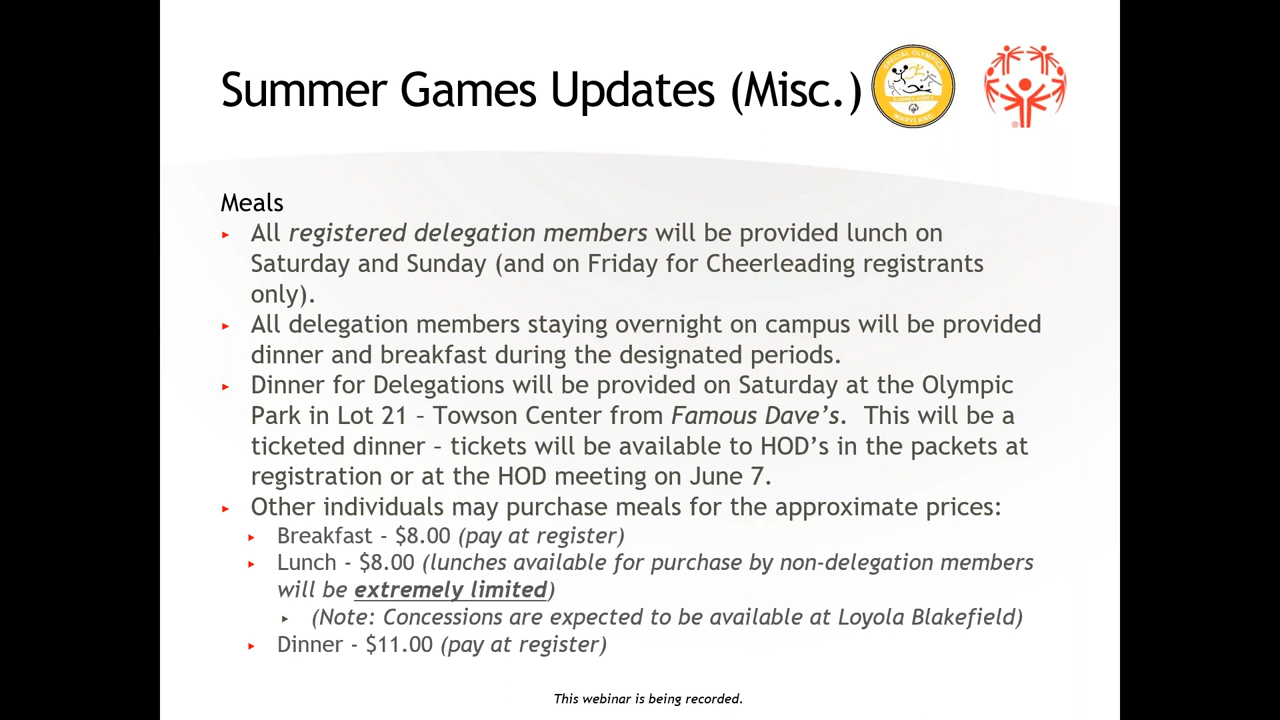 Summer Games Updates (Misc.)
SPECIAL OLYMPICS
MARYLAND
Meals
▸ All registered delegation members will be provided lunch on
Saturday and Sunday (and on Friday for Cheerleading registrants
only).
▸ All delegation members staying overnight on campus will be provided
dinner and breakfast during the designated periods.
▸ Dinner for Delegations will be provided on Saturday at the Olympic
Park in Lot 21 – Towson Center from Famous Dave’s. This will be a
ticketed dinner – tickets will be available to HOD’s in the packets at
registration or at the HOD meeting on June 7.
▸ Other individuals may purchase meals for the approximate prices:
▸ Breakfast - $8.00 (pay at register)
▸ Lunch - $8.00 (lunches available for purchase by non-delegation members
will be extremely limited)
▸ (Note: Concessions are expected to be available at Loyola Blakefield)
▸ Dinner - $11.00 (pay at register)
This webinar is being recorded.